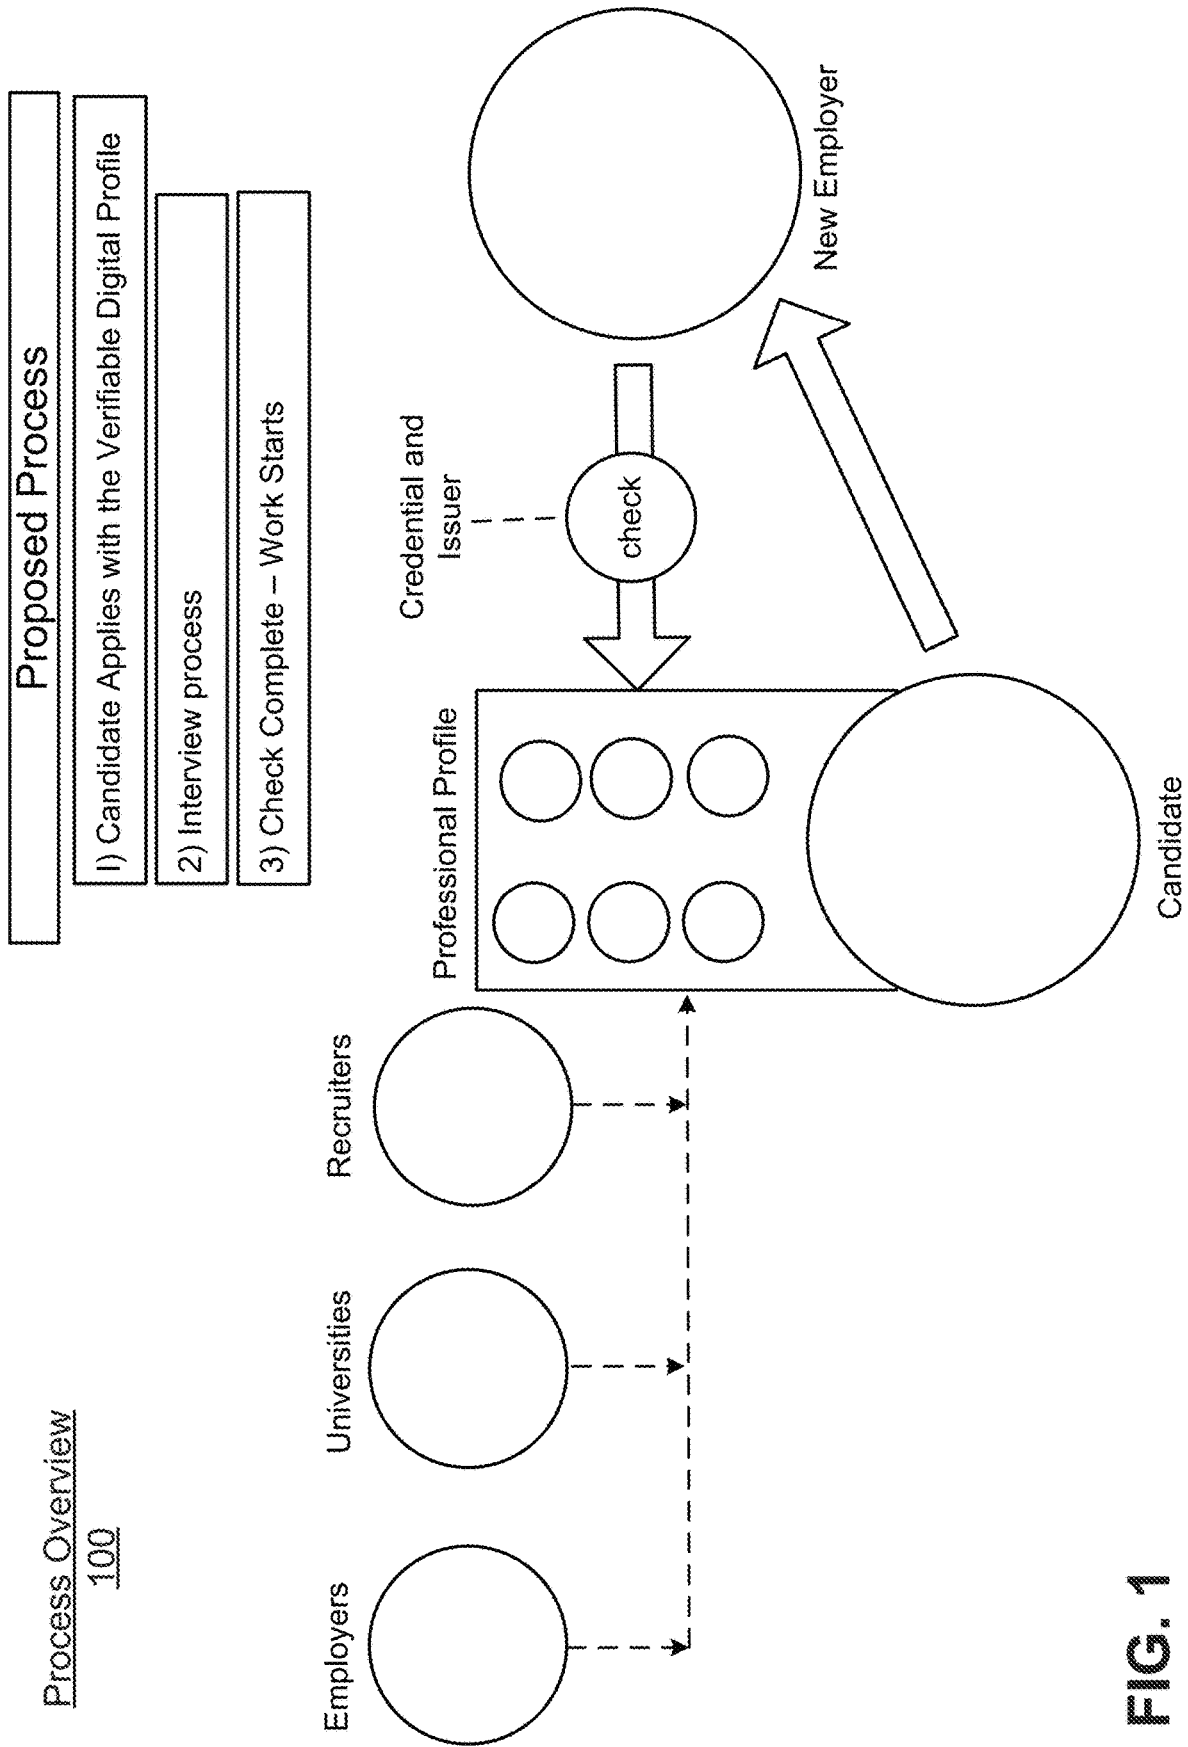 Process Overview
100
Proposed Process
I) Candidate Applies with the Verifiable Digital Profile
2) Interview process
3) Check Complete – Work Starts
Employers
Universities
Recruiters
Professional Profile
Credential and
Issuer
check
New Employer
Candidate
FIG. 1